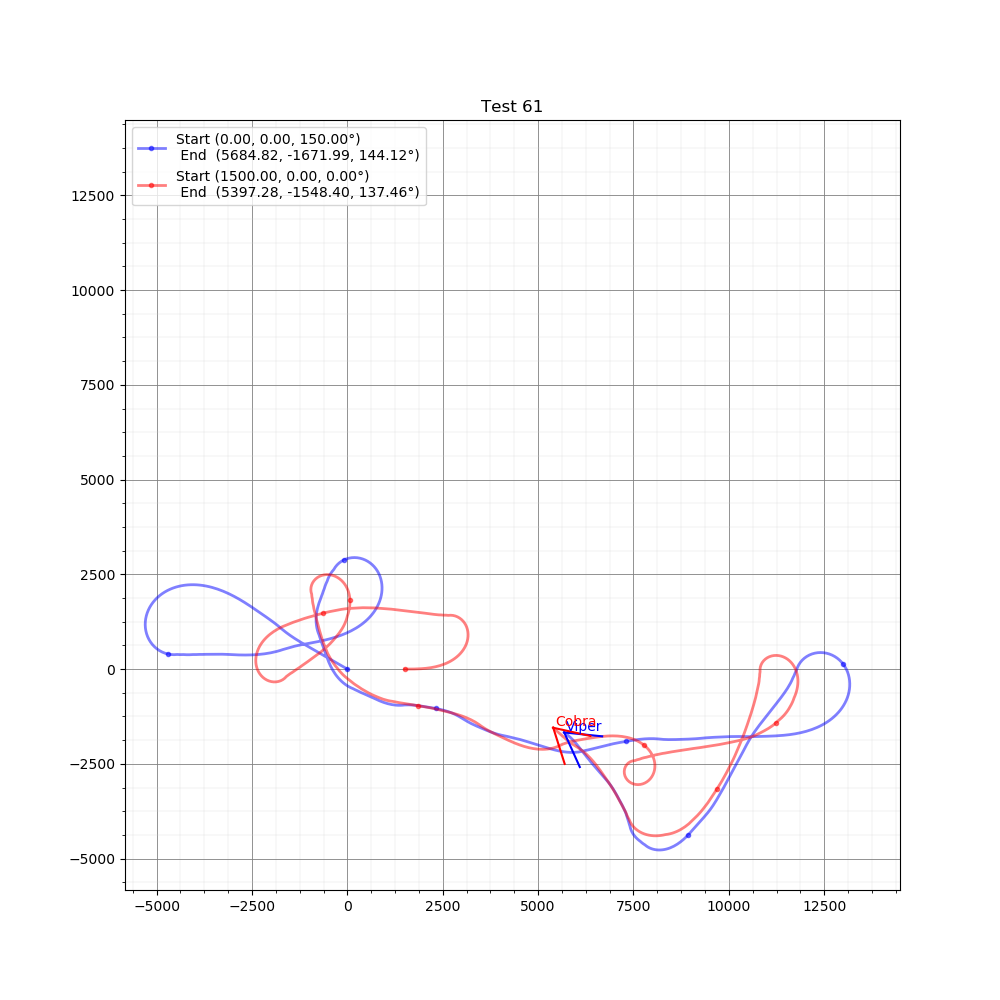 Test 61
Start (0.00, 0.00, 150.00°)
End (5684.82, -1671.99, 144.12°)
Start (1500.00, 0.00, 0.00°)
End (5397.28, -1548.40, 137.46°)
12500
10000
7500
5000
2500
0
−2500
−5000
Cobra
Viper
−5000 −2500 0 2500 5000 7500 10000 12500